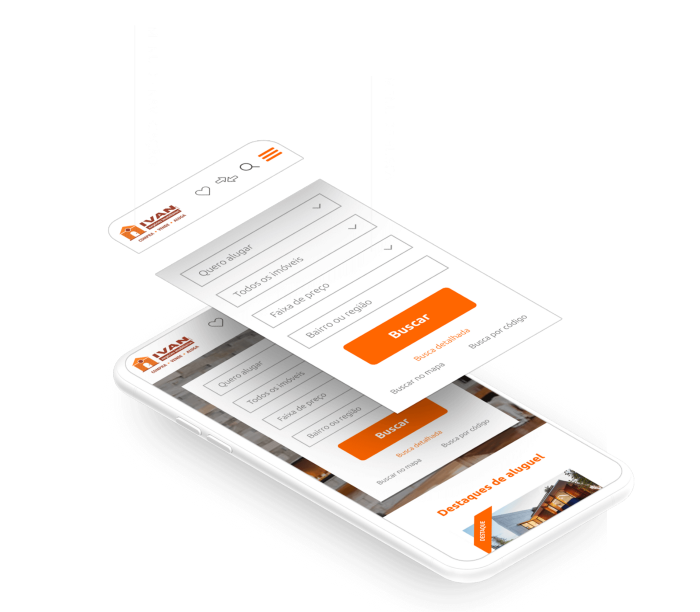 IVAN
COMPRA • VENDE • ALUGA
Quero alugar
Todos os imóveis
Faixa de preço
Bairro ou região
Buscar
Busca detalhada
Buscar no mapa
Busca por código
IVAN
COMPRA • VENDE • ALUGA
Quero alugar
Todos os imóveis
Faixa de preço
Bairro ou região
Buscar
Busca detalhada
Buscar no mapa
Busca por código
Destaques de aluguel
DESTAQUE